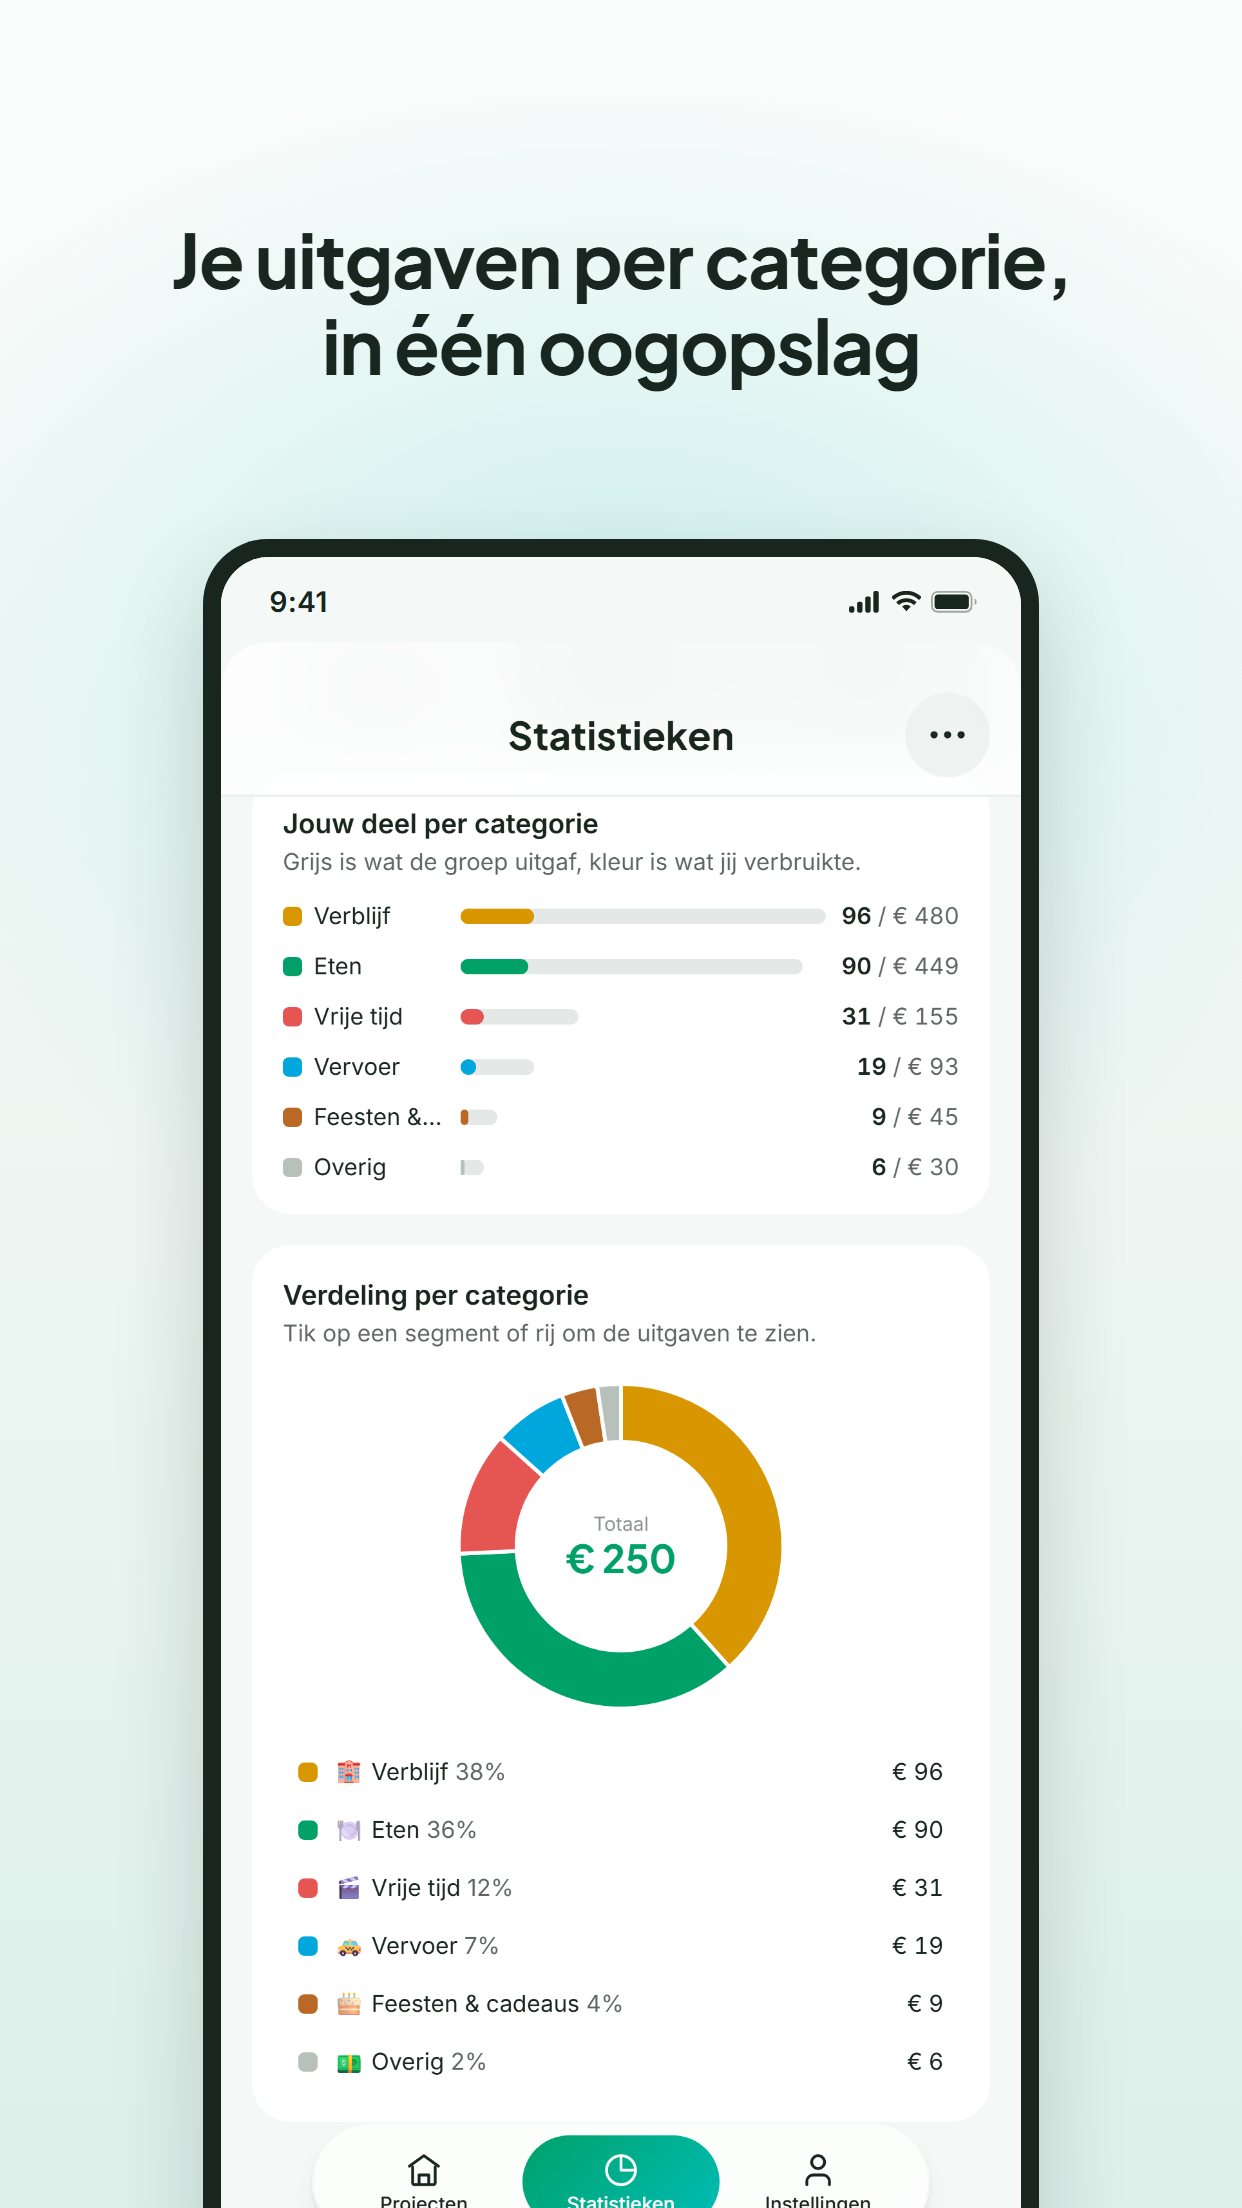 Je uitgaven per categorie,
in één oogopslag
9:41
Statistieken
Jouw deel per categorie
Grijs is wat de groep uitgaf, kleur is wat jij verbruikte.
Verblijf 96 / € 480
Eten 90 / € 449
Vrije tijd 31 / € 155
Vervoer 19 / € 93
Feesten &... 9 / € 45
Overig 6 / € 30
Verdeling per categorie
Tik op een segment of rij om de uitgaven te zien.
Totaal
€ 250
Verblijf 38% € 96
Eten 36% € 90
Vrije tijd 12% € 31
Vervoer 7% € 19
Feesten & cadeaus 4% € 9
Overig 2% € 6
Projecten Statistieken Instellingen